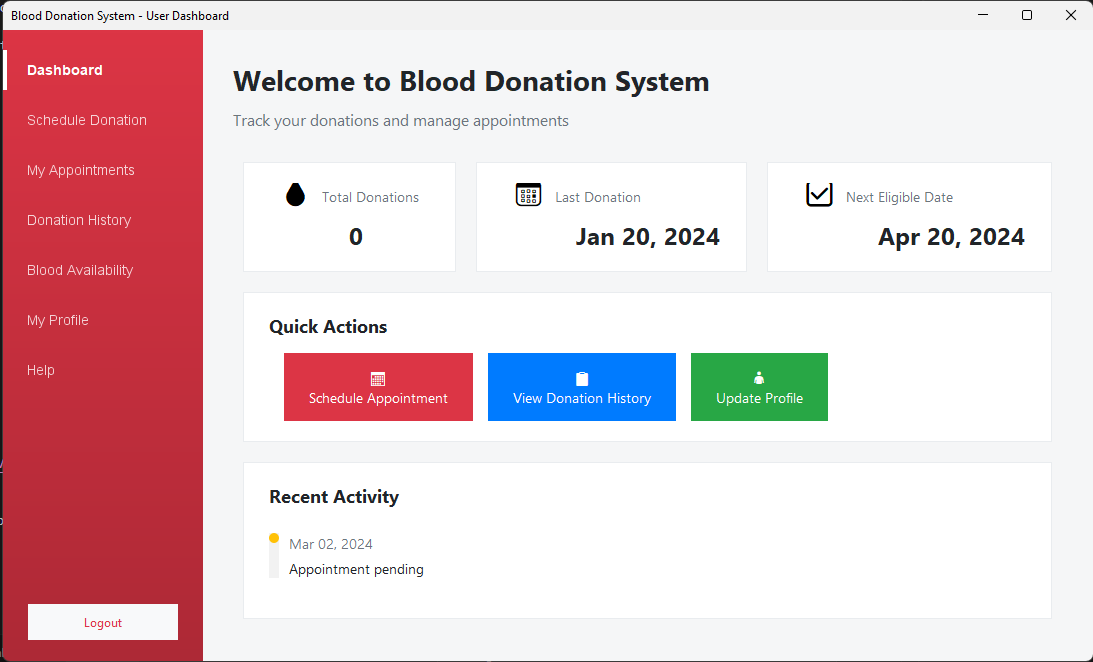 Blood Donation System - User Dashboard
Dashboard
Schedule Donation
My Appointments
Donation History
Blood Availability
My Profile
Help
Logout
Welcome to Blood Donation System
Track your donations and manage appointments
Total Donations
0
Last Donation
Jan 20, 2024
Next Eligible Date
Apr 20, 2024
Quick Actions
Schedule Appointment
View Donation History
Update Profile
Recent Activity
Mar 02, 2024
Appointment pending